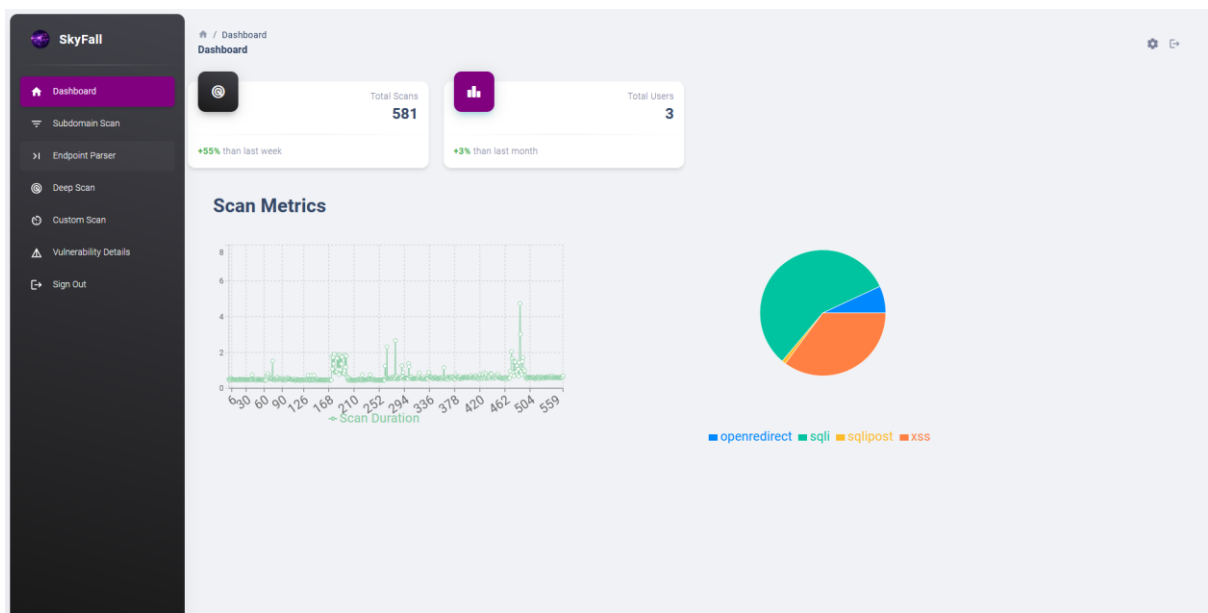 SkyFall
Dashboard
Subdomain Scan
Endpoint Parser
Deep Scan
Custom Scan
Vulnerability Details
Sign Out
/ Dashboard
Dashboard
Total Scans
581
+55% than last week
Total Users
3
+3% than last month
Scan Metrics
8
6
4
2
0
6 30 60 90 126 168 210 252 294 336 378 420 462 504 559
Scan Duration
openredirect sqli sqlipost xss